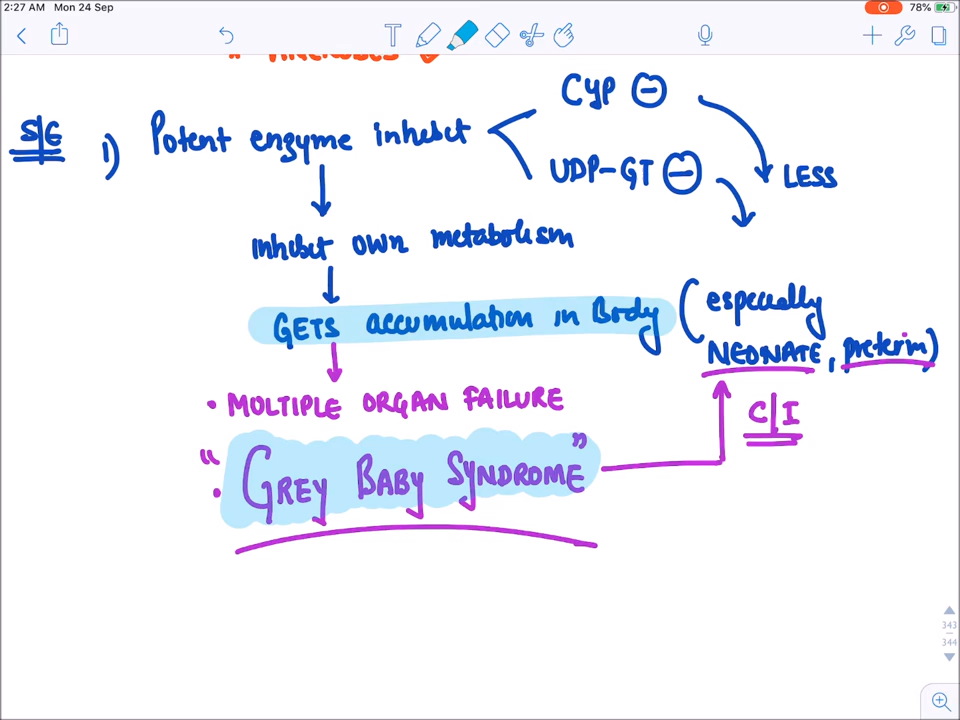 2:27 AM Mon 24 Sep
78%
" ANAEROBES
S/E
1) Potent enzyme inhibit
CYP ⊖
UDP-GT ⊖
LESS
Inhibit own metabolism
GETS accumulation in Body
(especially
NEONATE, preterm)
• MULTIPLE ORGAN FAILURE
C/I
• "GREY BABY SYNDROME"
343
344